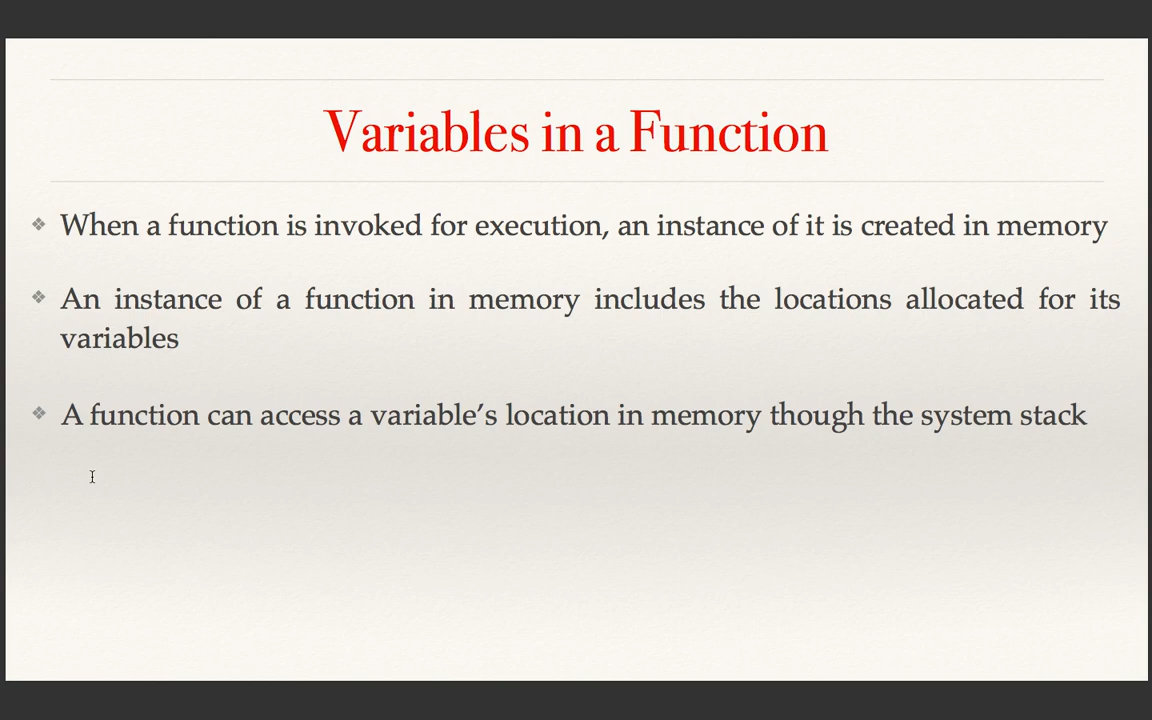 Variables in a Function
When a function is invoked for execution, an instance of it is created in memory
An instance of a function in memory includes the locations allocated for its
variables
A function can access a variable’s location in memory though the system stack